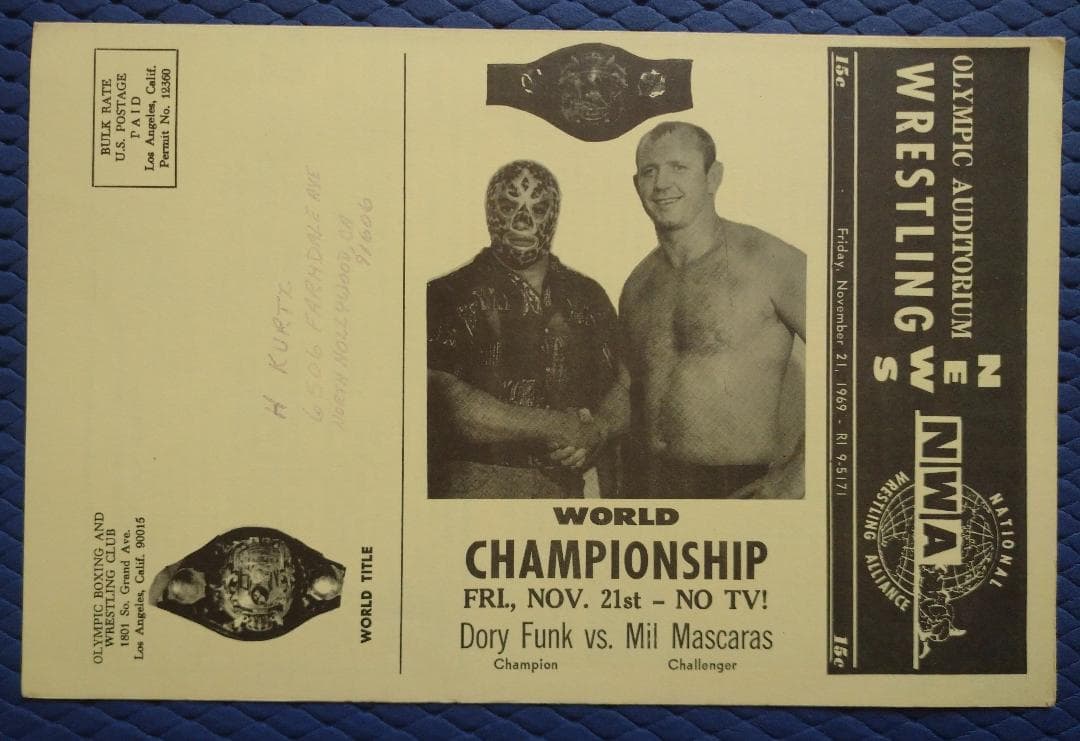 BULK RATE
U.S. POSTAGE
PAID
Los Angeles, Calif.
Permit No. 12360
H KURTZ
6506 FARMDALE AVE
NORTH HOLLYWOOD, CA
91606
OLYMPIC BOXING AND
WRESTLING CLUB
1801 So. Grand Ave.
Los Angeles, Calif. 90015
WORLD TITLE
WORLD
CHAMPIONSHIP
FRI., NOV. 21st – NO TV!
Dory Funk vs. Mil Mascaras
Champion Challenger
OLYMPIC AUDITORIUM
WRESTLING NEWS
15c Friday, November 21, 1969 - RI 9-5171 15c
NATIONAL
NWA
WRESTLING ALLIANCE